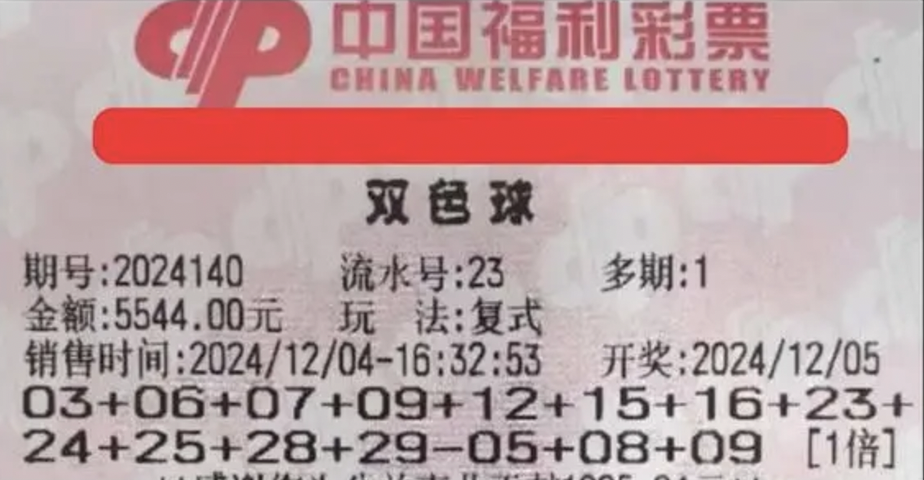 中国福利彩票
CHINA WELFARE LOTTERY
双色球
期号:2024140 流水号:23 多期:1
金额:5544.00元 玩 法:复式
销售时间:2024/12/04-16:32:53 开奖:2024/12/05
03+06+07+09+12+15+16+23+
24+25+28+29-05+08+09 [1倍]